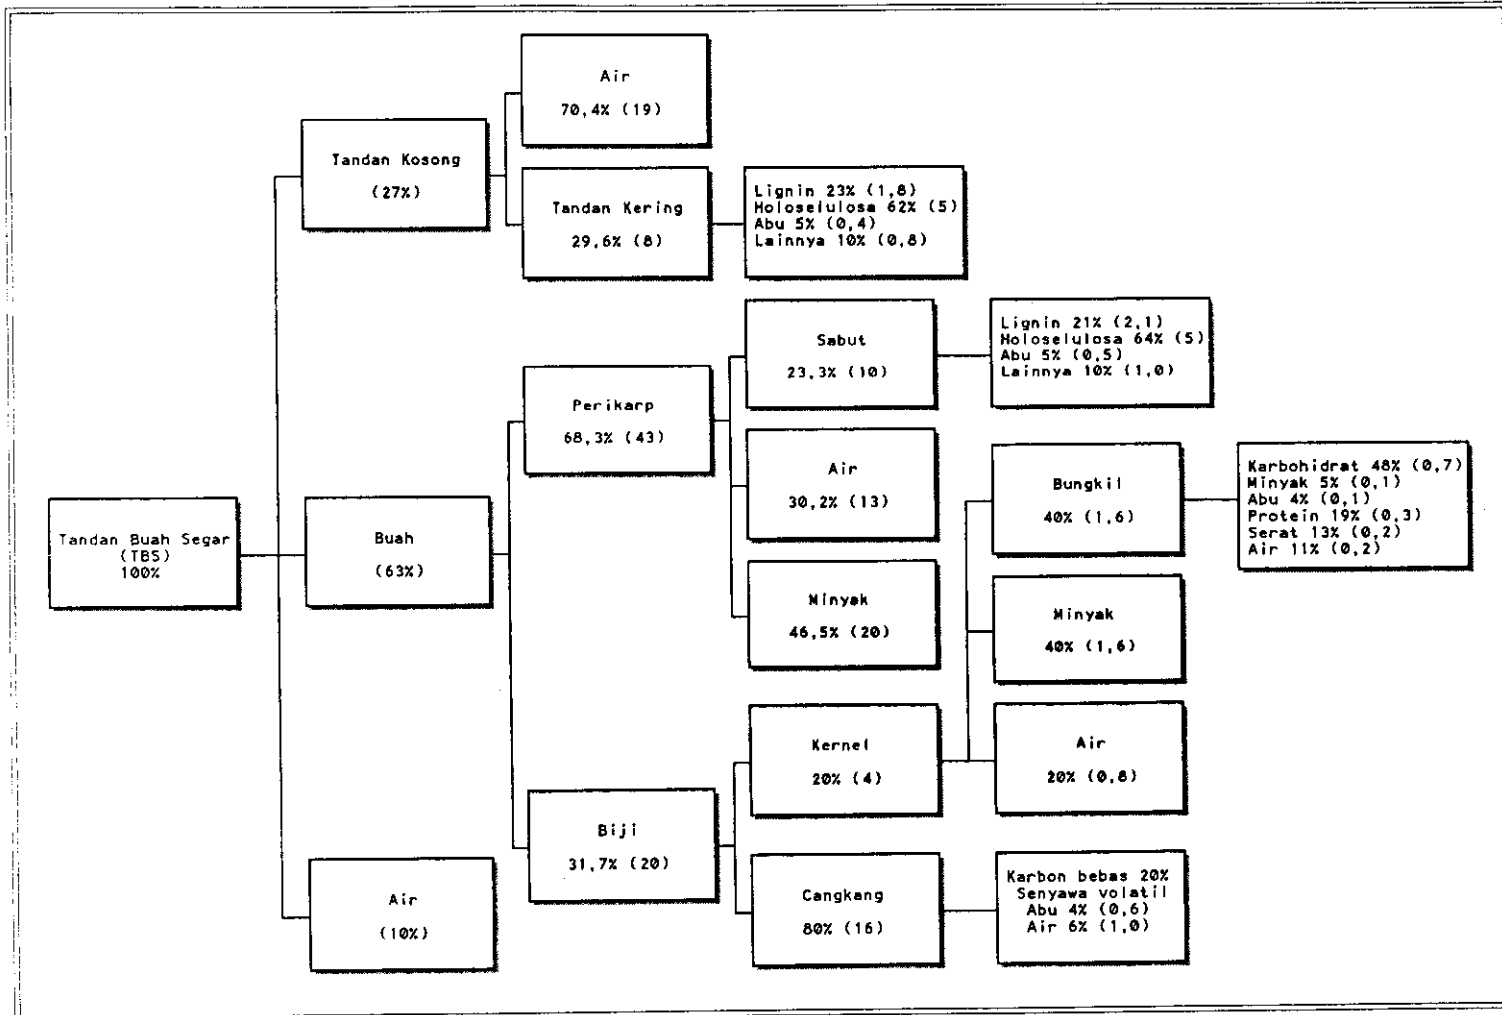 Air
70,4% (19)
Tandan Kosong
(27%)
Tandan Kering
29,6% (8)
Lignin 23% (1,8)
Holoselulosa 62% (5)
Abu 5% (0,4)
Lainnya 10% (0,8)
Sabut
23,3% (10)
Lignin 21% (2,1)
Holoselulosa 64% (5)
Abu 5% (0,5)
Lainnya 10% (1,0)
Perikarp
68,3% (43)
Air
30,2% (13)
Bungkil
40% (1,6)
Karbohidrat 48% (0,7)
Minyak 5% (0,1)
Abu 4% (0,1)
Protein 19% (0,3)
Serat 13% (0,2)
Air 11% (0,2)
Tandan Buah Segar
(TBS)
100%
Buah
(63%)
Minyak
46,5% (20)
Minyak
40% (1,6)
Kernel
20% (4)
Air
20% (0,8)
Biji
31,7% (20)
Air
(10%)
Cangkang
80% (16)
Karbon bebas 20%
Senyawa volatil
Abu 4% (0,6)
Air 6% (1,0)